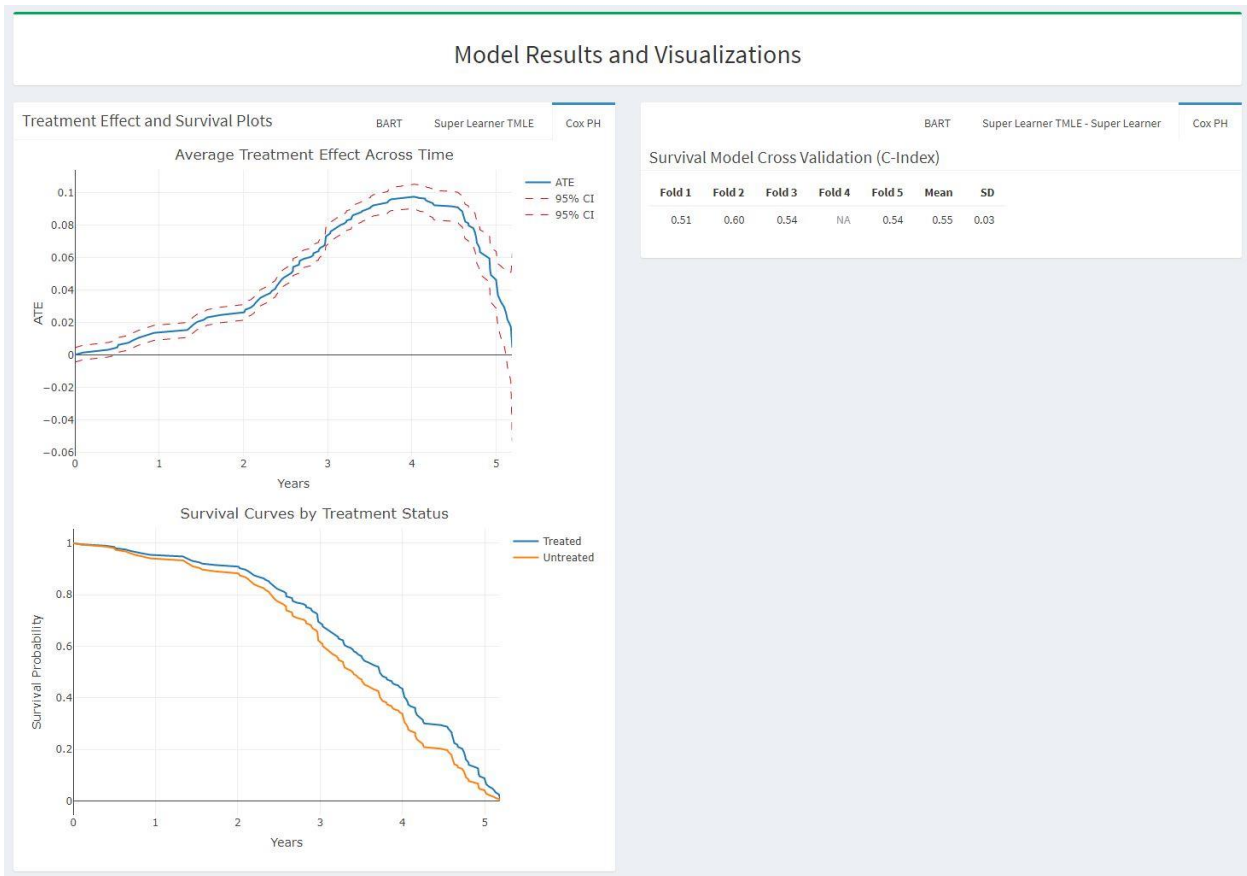 Model Results and Visualizations
Treatment Effect and Survival Plots BART Super Learner TMLE Cox PH
Average Treatment Effect Across Time
ATE
95% CI
95% CI
0.1
0.08
0.06
0.04
0.02
0
−0.02
−0.04
−0.06
ATE
0 1 2 3 4 5
Years
Survival Curves by Treatment Status
Treated
Untreated
1
0.8
0.6
0.4
0.2
0
Survival Probability
0 1 2 3 4 5
Years
BART Super Learner TMLE - Super Learner Cox PH
Survival Model Cross Validation (C-Index)
Fold 1 Fold 2 Fold 3 Fold 4 Fold 5 Mean SD
0.51 0.60 0.54 NA 0.54 0.55 0.03